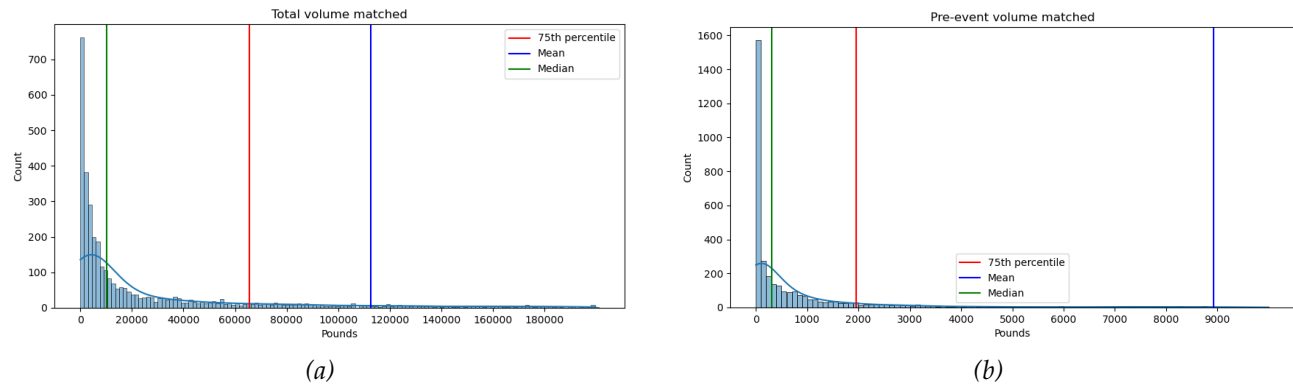 Total volume matched
700
600
500
400
300
200
100
0
Count
0 20000 40000 60000 80000 100000 120000 140000 160000 180000
Pounds
75th percentile
Mean
Median
(a)
Pre-event volume matched
1600
1400
1200
1000
800
600
400
200
0
Count
0 1000 2000 3000 4000 5000 6000 7000 8000 9000
Pounds
75th percentile
Mean
Median
(b)